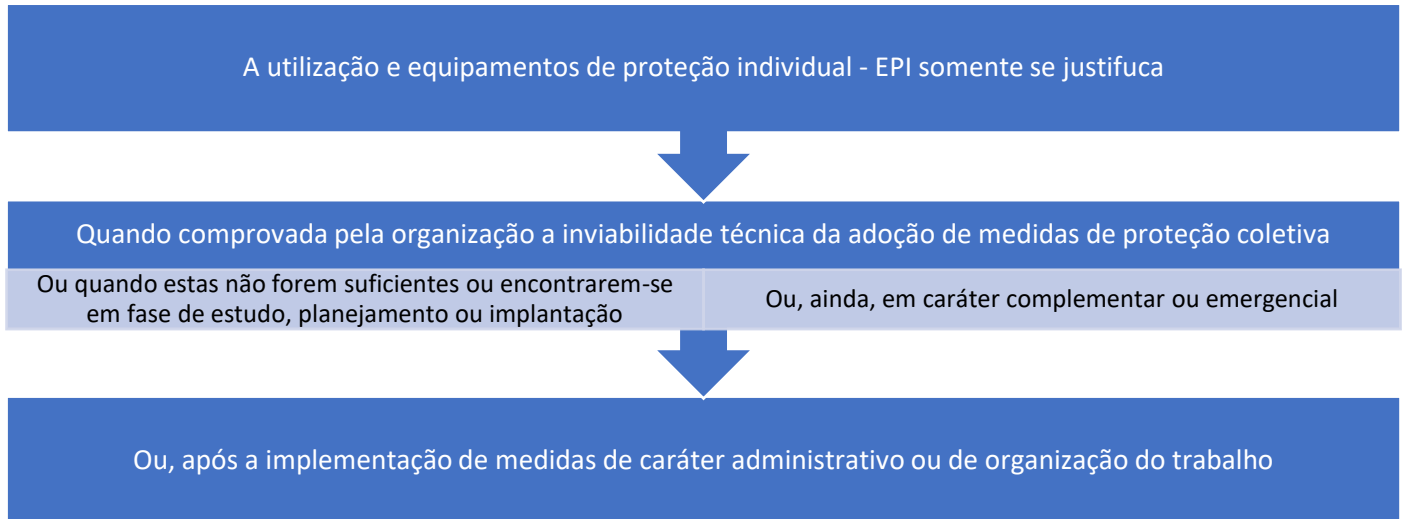 A utilização e equipamentos de proteção individual - EPI somente se justifuca
Quando comprovada pela organização a inviabilidade técnica da adoção de medidas de proteção coletiva
Ou quando estas não forem suficientes ou encontrarem-se
em fase de estudo, planejamento ou implantação
Ou, ainda, em caráter complementar ou emergencial
Ou, após a implementação de medidas de caráter administrativo ou de organização do trabalho